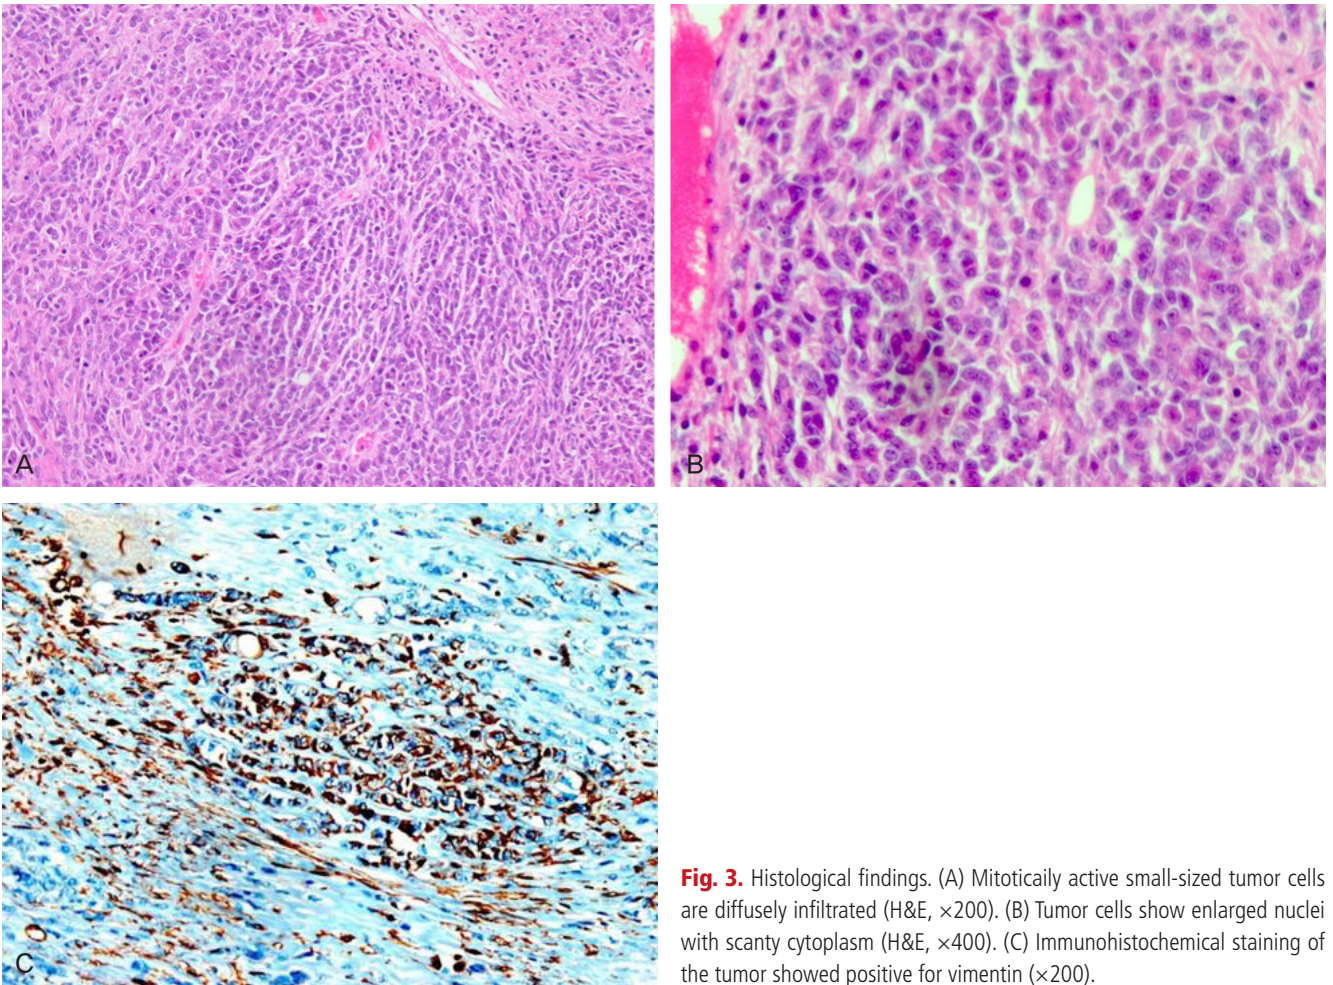 A
B
C
Fig. 3. Histological findings. (A) Mitoticaily active small-sized tumor cells
are diffusely infiltrated (H&E, ×200). (B) Tumor cells show enlarged nuclei
with scanty cytoplasm (H&E, ×400). (C) Immunohistochemical staining of
the tumor showed positive for vimentin (×200).